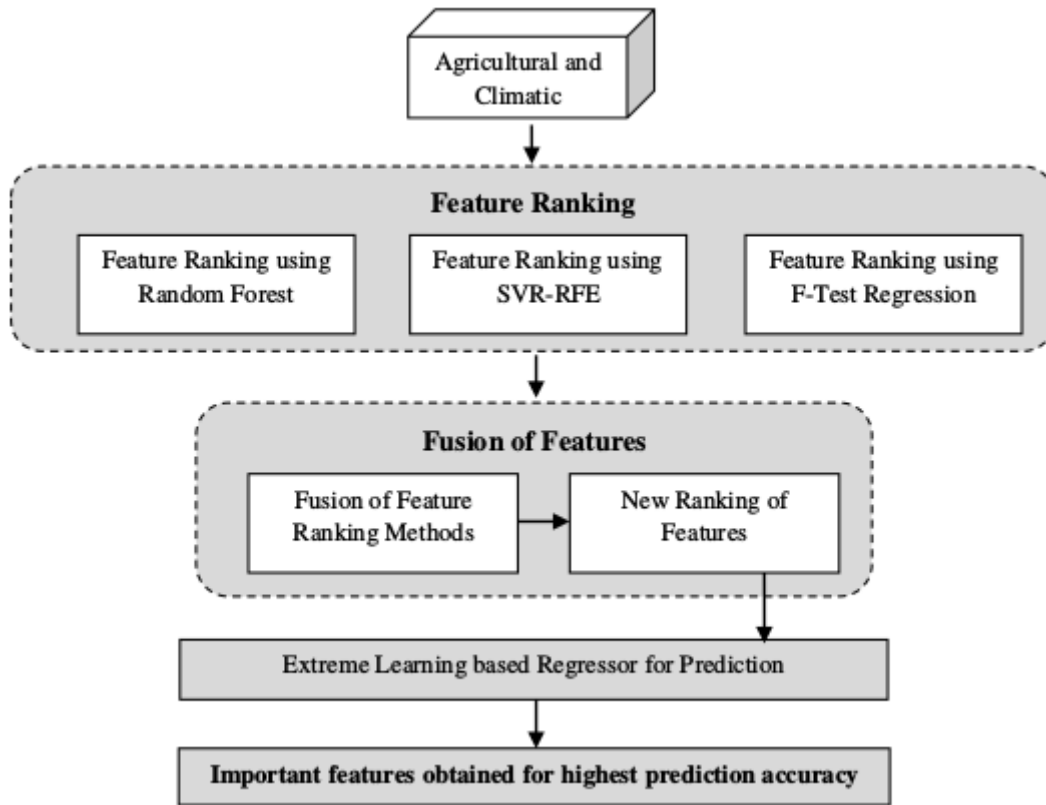 Agricultural and
Climatic
Feature Ranking
Feature Ranking using
Random Forest
Feature Ranking using
SVR-RFE
Feature Ranking using
F-Test Regression
Fusion of Features
Fusion of Feature
Ranking Methods
New Ranking of
Features
Extreme Learning based Regressor for Prediction
Important features obtained for highest prediction accuracy